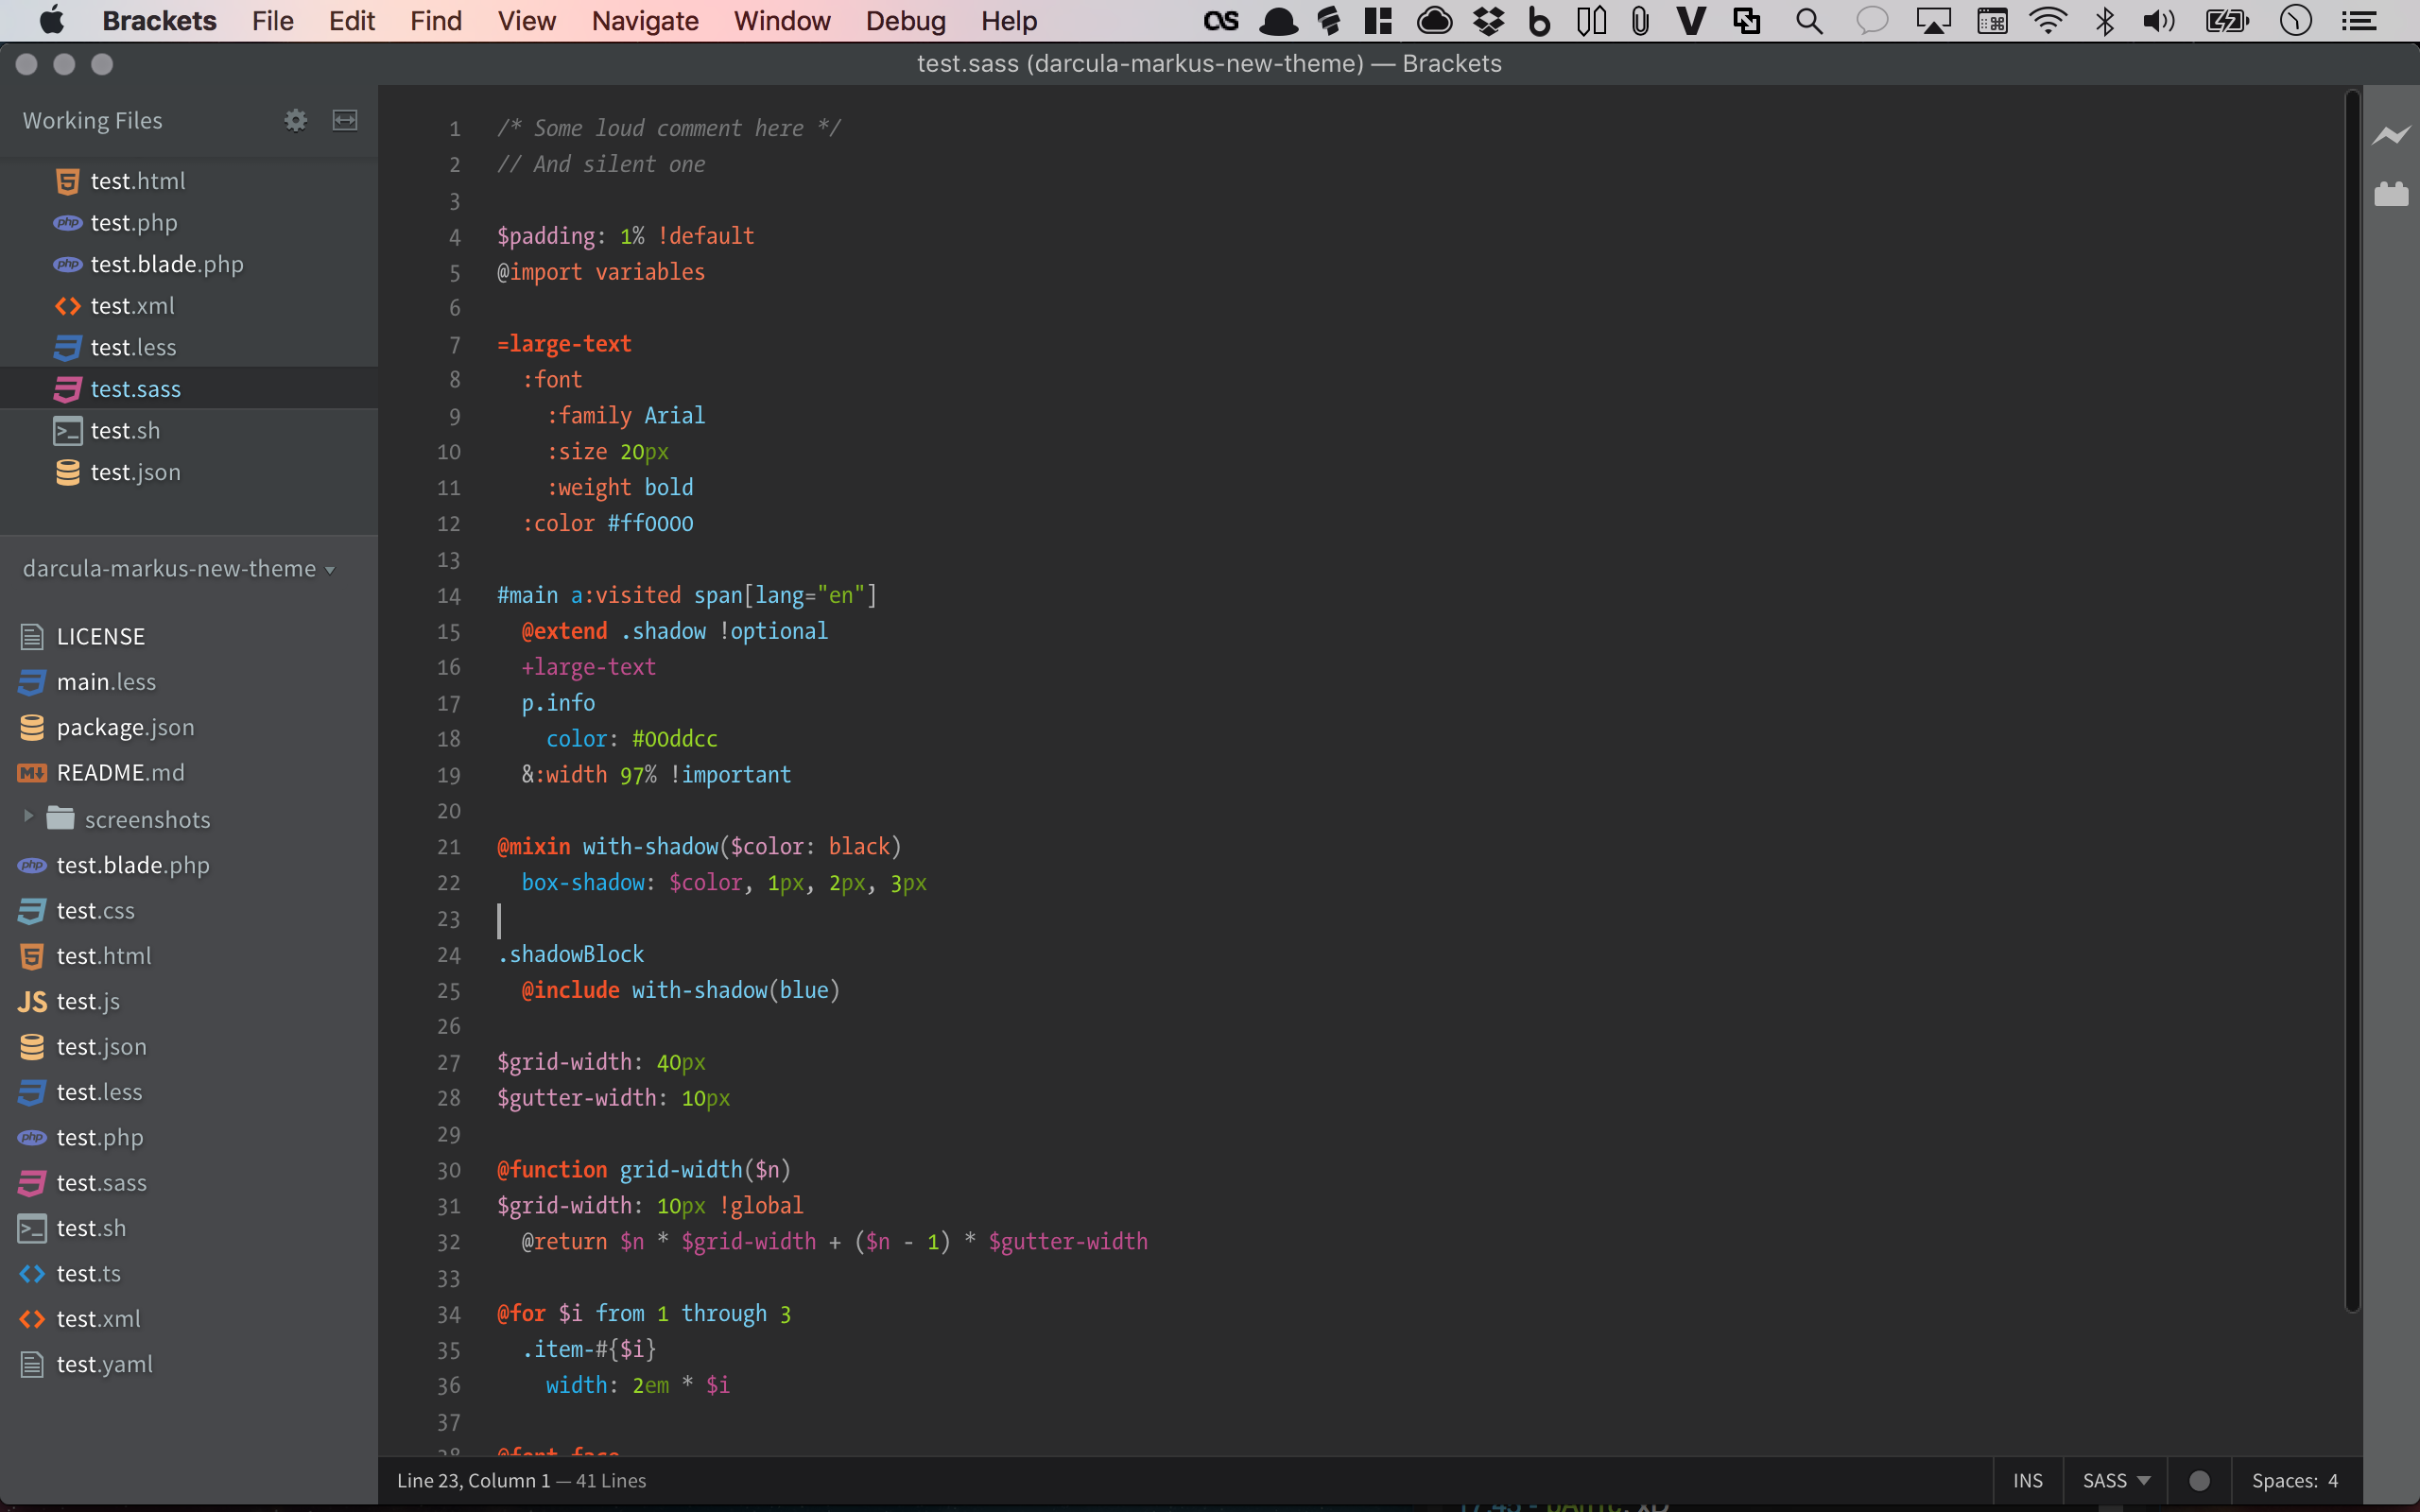 Brackets File Edit Find View Navigate Window Debug Help
test.sass (darcula-markus-new-theme) — Brackets
Working Files
test.html
test.php
test.blade.php
test.xml
test.less
test.sass
test.sh
test.json
darcula-markus-new-theme
LICENSE
main.less
package.json
README.md
screenshots
test.blade.php
test.css
test.html
JS test.js
test.json
test.less
test.php
test.sass
test.sh
test.ts
test.xml
test.yaml
1 /* Some loud comment here */
2 // And silent one
3
4 $padding: 1% !default
5 @import variables
6
7 =large-text
8 :font
9 :family Arial
10 :size 20px
11 :weight bold
12 :color #ff0000
13
14 #main a:visited span[lang="en"]
15 @extend .shadow !optional
16 +large-text
17 p.info
18 color: #00ddcc
19 &:width 97% !important
20
21 @mixin with-shadow($color: black)
22 box-shadow: $color, 1px, 2px, 3px
23
24 .shadowBlock
25 @include with-shadow(blue)
26
27 $grid-width: 40px
28 $gutter-width: 10px
29
30 @function grid-width($n)
31 $grid-width: 10px !global
32 @return $n * $grid-width + ($n - 1) * $gutter-width
33
34 @for $i from 1 through 3
35 .item-#{$i}
36 width: 2em * $i
37
38 @font-face
Line 23, Column 1 — 41 Lines
INS SASS Spaces: 4